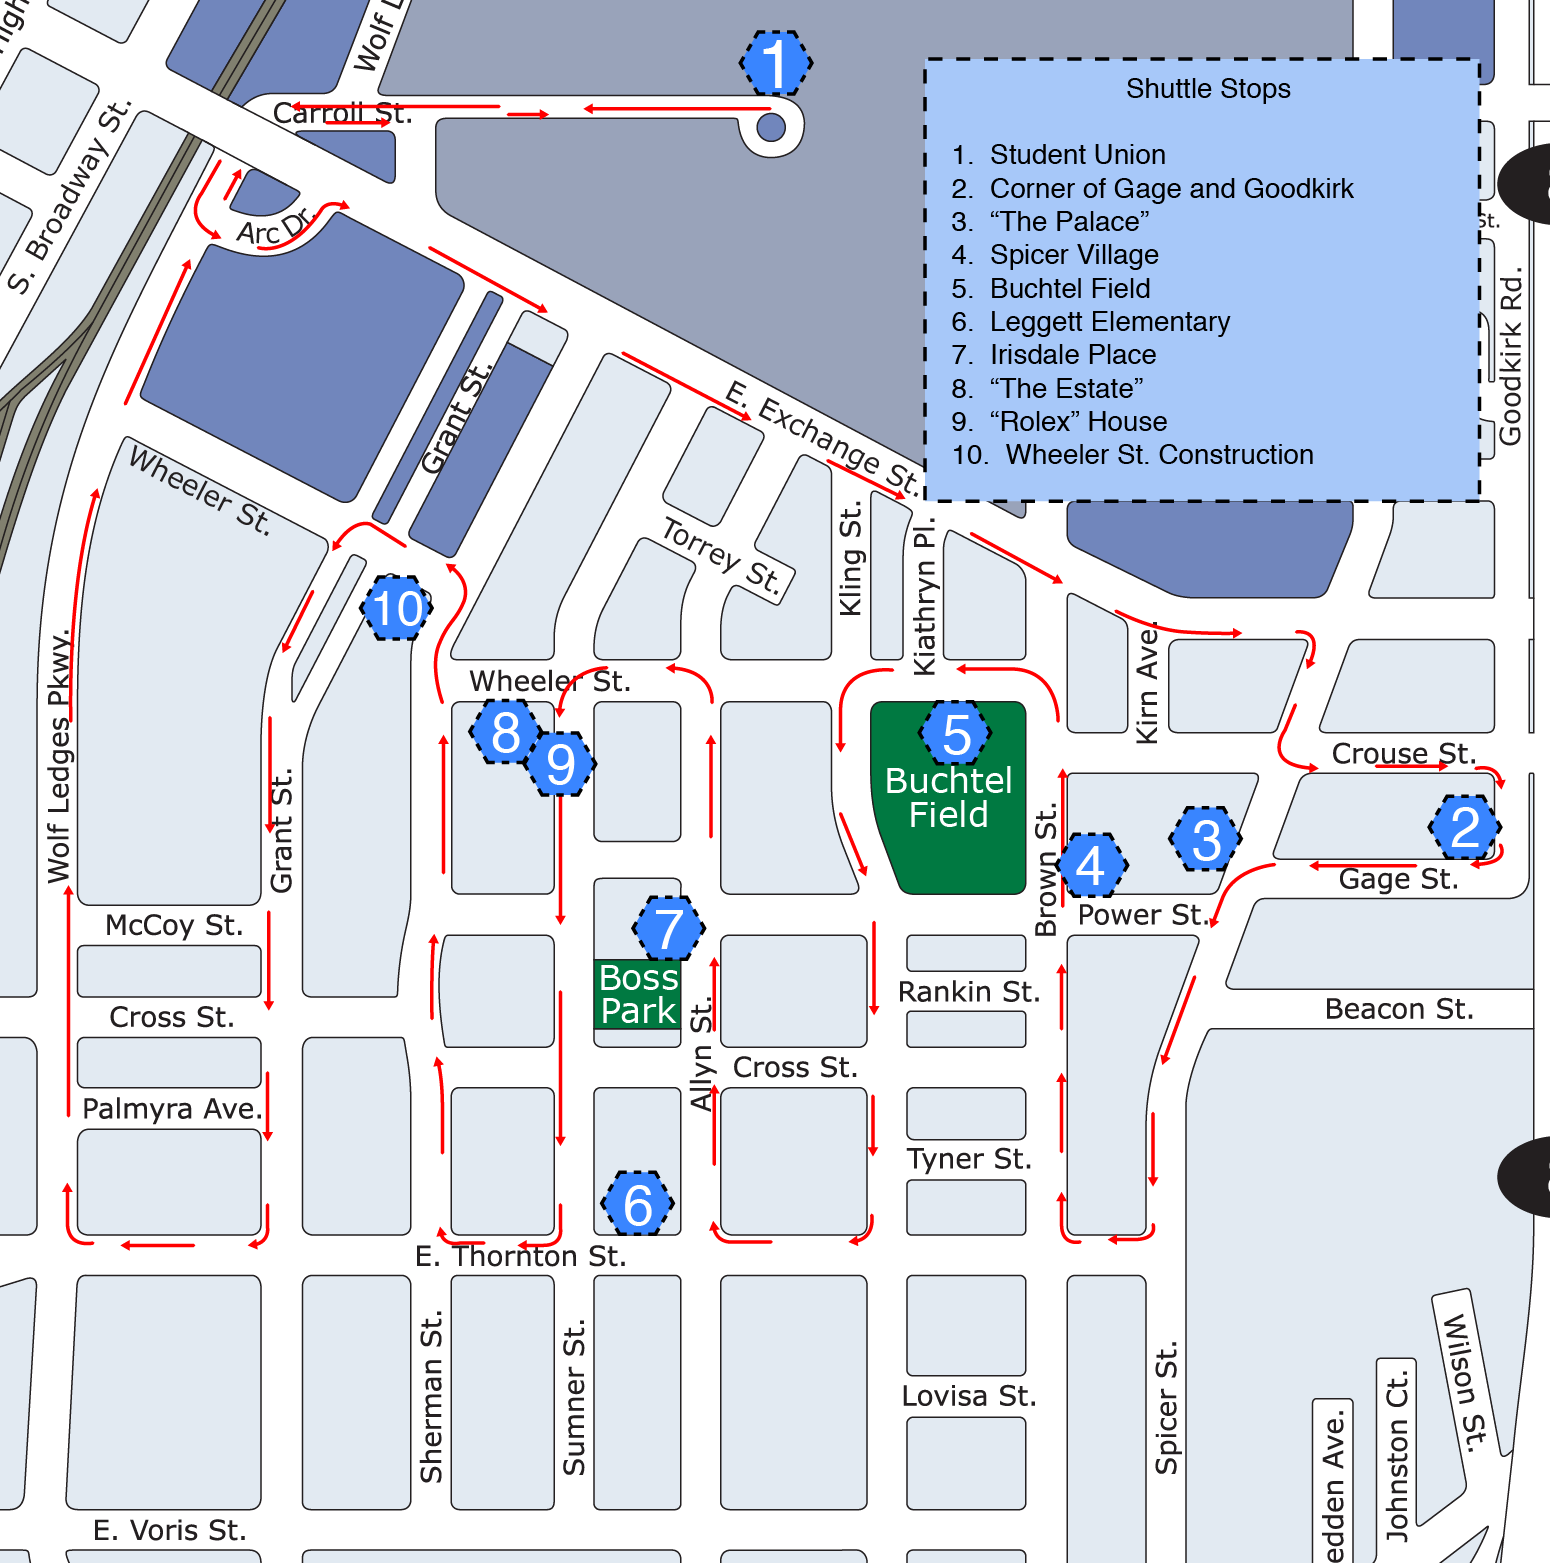 Wolf L
1
Carroll St.
Shuttle Stops
1. Student Union
2. Corner of Gage and Goodkirk
3. “The Palace”
4. Spicer Village
5. Buchtel Field
6. Leggett Elementary
7. Irisdale Place
8. “The Estate”
9. “Rolex” House
10. Wheeler St. Construction
S. Broadway St.
Arc Dr.
St.
Goodkirk Rd.
Grant St.
E. Exchange St.
Wheeler St.
Torrey St.
Kling St.
Kiathryn Pl.
10
Kirn Ave.
Wheeler St.
Wolf Ledges Pkwy.
8
9
5
Buchtel
Field
Crouse St.
Grant St.
Brown St.
4
3
2
Gage St.
McCoy St.
7
Power St.
Boss
Park
Rankin St.
Beacon St.
Cross St.
Allyn St.
Cross St.
Palmyra Ave.
Tyner St.
6
E. Thornton St.
Sherman St.
Sumner St.
Lovisa St.
Spicer St.
Wilson St.
Johnston Ct.
edden Ave.
E. Voris St.